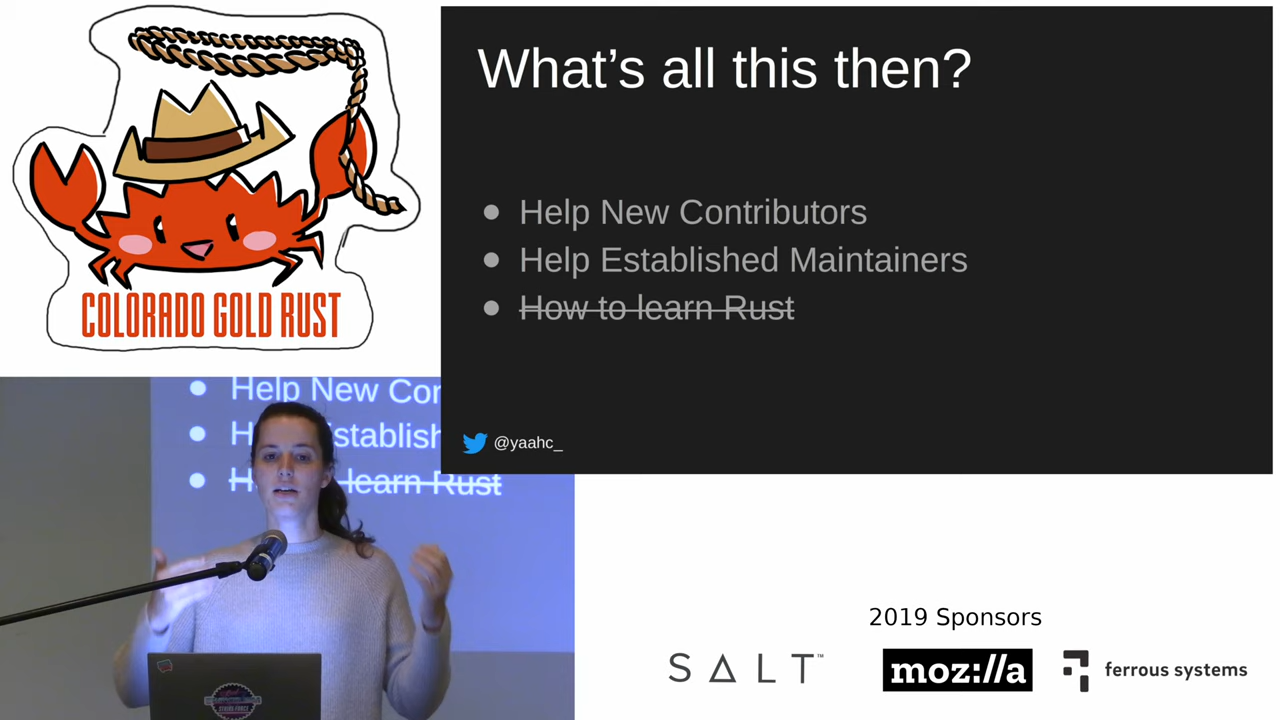 COLORADO GOLD RUST
What's all this then?
● Help New Contributors
● Help Established Maintainers
● How to learn Rust
@yaahc_
● Help New Con
● establish
● learn Rust
2019 Sponsors
SALT™
moz://a
ferrous systems